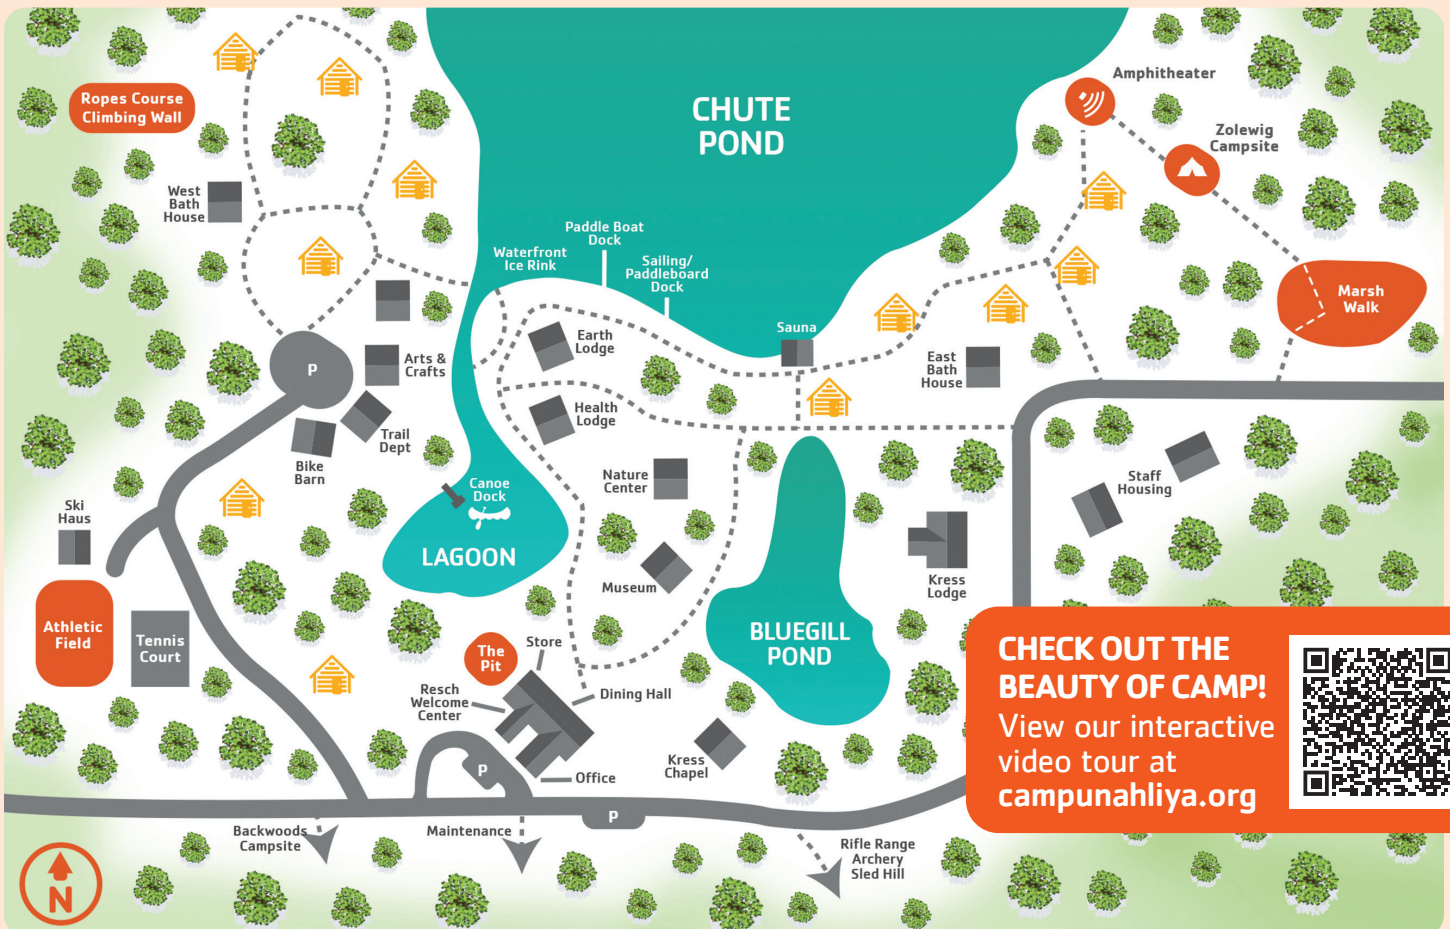 Ropes Course
Climbing Wall
West
Bath
House
CHUTE
POND
Amphitheater
Zolewig
Campsite
Marsh
Walk
Waterfront
Ice Rink
Paddle Boat
Dock
Sailing/
Paddleboard
Dock
Sauna
Earth
Lodge
East
Bath
House
P
Arts &
Crafts
Trail
Dept
Bike
Barn
Health
Lodge
Nature
Center
Canoe
Dock
LAGOON
Museum
Ski
Haus
Athletic
Field
Tennis
Court
Staff
Housing
Kress
Lodge
BLUEGILL
POND
The
Pit
Store
Resch
Welcome
Center
Dining Hall
Office
P
Kress
Chapel
P
Backwoods
Campsite
Maintenance
Rifle Range
Archery
Sled Hill
N
CHECK OUT THE
BEAUTY OF CAMP!
View our interactive
video tour at
campunahliya.org